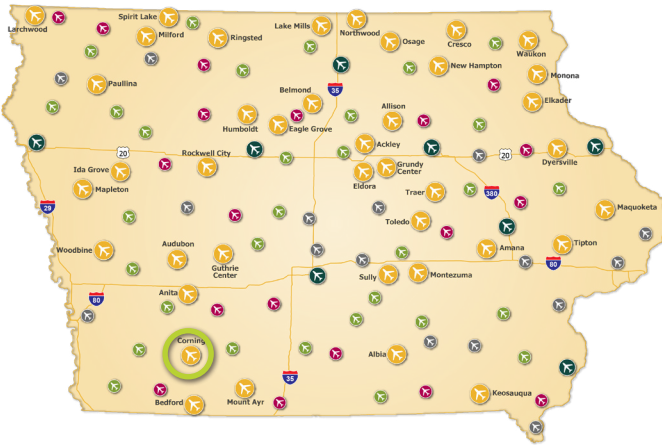 Larchwood
Spirit Lake
Milford
Ringsted
Lake Mills
Northwood
Osage
Cresco
Waukon
New Hampton
Monona
Paullina
Belmond
Elkader
Humboldt
Eagle Grove
35
Allison
Ackley
20
20
Dyersville
Rockwell City
Ida Grove
Grundy
Center
Eldora
Mapleton
Traer
380
29
Maquoketa
Toledo
Woodbine
Audubon
Guthrie
Center
Amana
Tipton
80
Sully
Montezuma
Anita
80
Corning
Albia
35
Bedford
Mount Ayr
Keosauqua